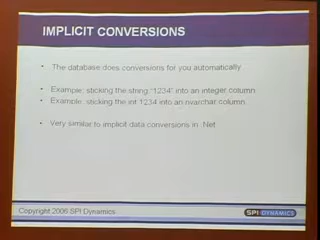 IMPLICIT CONVERSIONS
• The database does conversions for you automatically
• Example: sticking the string "1234" into an integer column
• Example: sticking the int 1234 into an nvarchar column
• Very similar to implicit data conversions in .Net
Copyright 2006 SPI Dynamics
SPI DYNAMICS